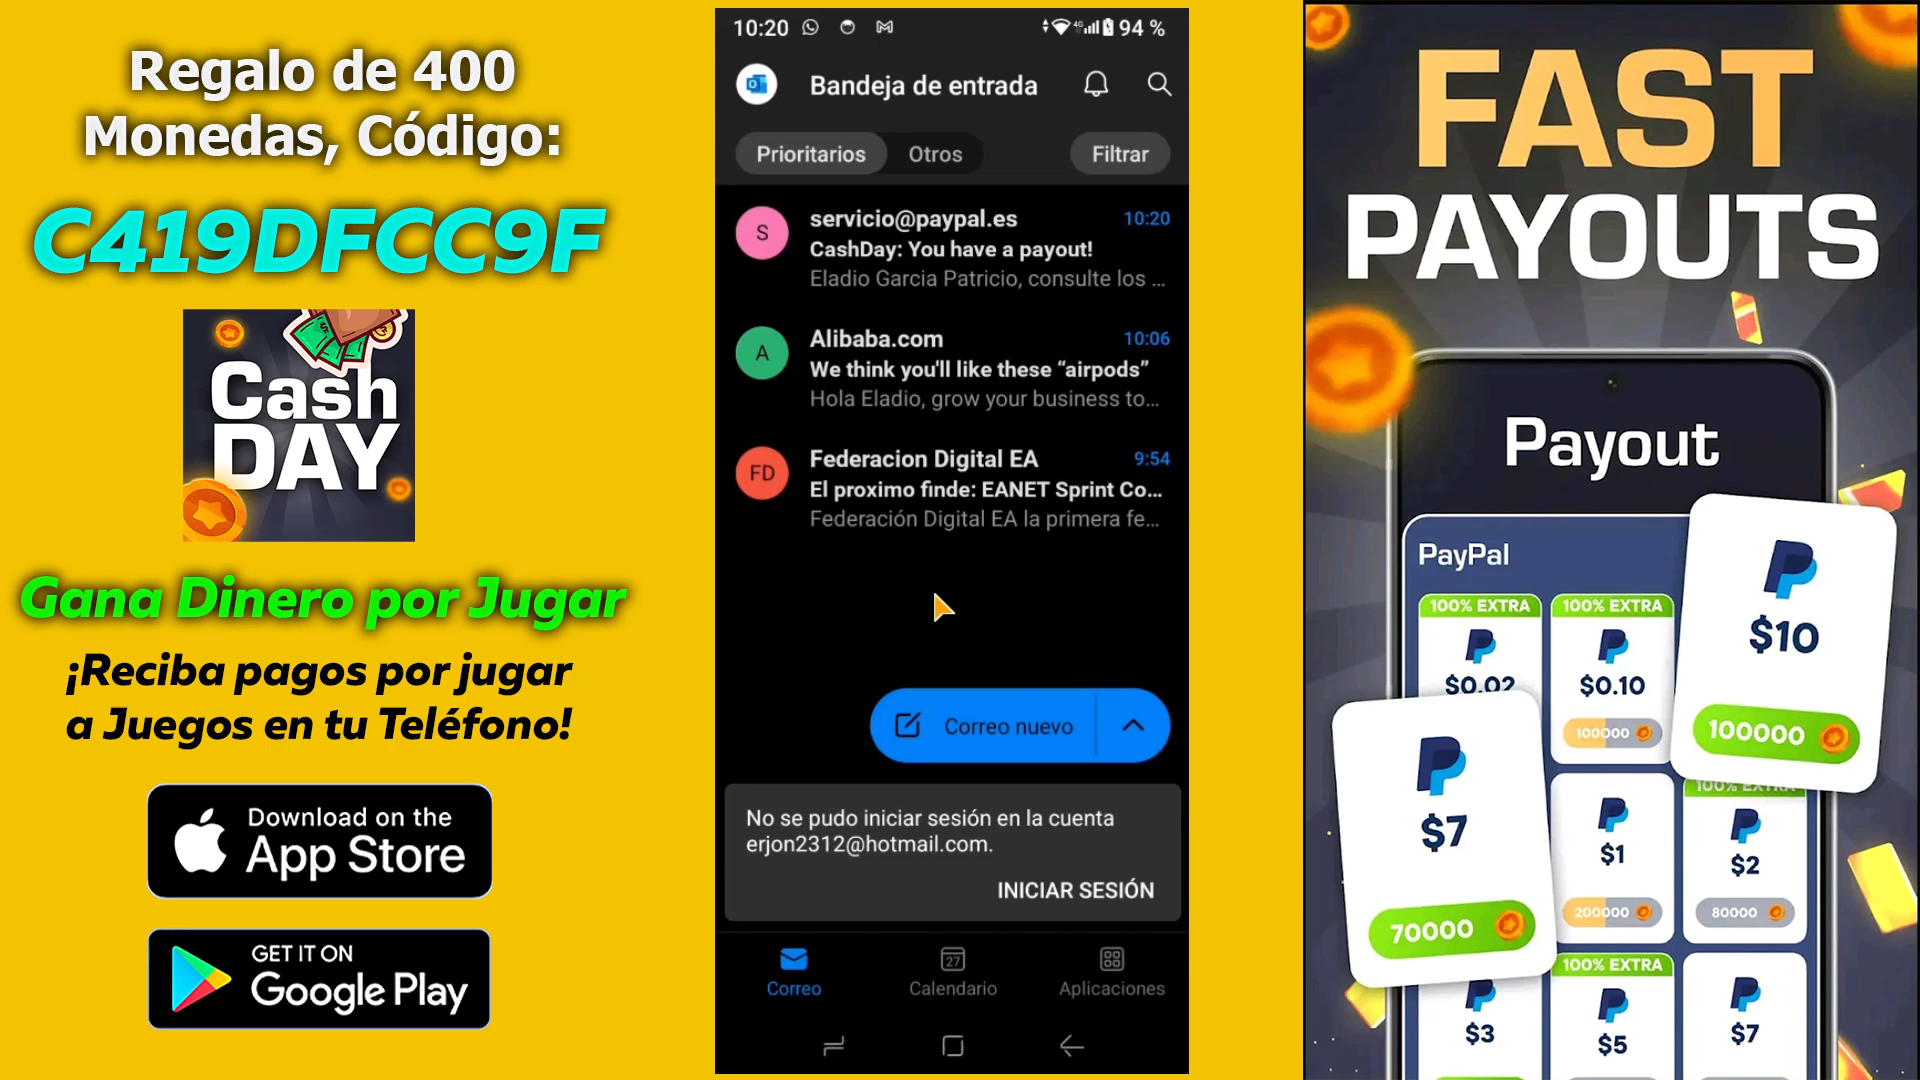 Regalo de 400
Monedas, Código:
C419DFCC9F
Cash
DAY
Gana Dinero por Jugar
¡Reciba pagos por jugar
a Juegos en tu Teléfono!
Download on the
App Store
GET IT ON
Google Play
10:20
4G
94 %
Bandeja de entrada
Prioritarios
Otros
Filtrar
S
servicio@paypal.es
10:20
CashDay: You have a payout!
Eladio Garcia Patricio, consulte los ...
A
Alibaba.com
10:06
We think you'll like these “airpods”
Hola Eladio, grow your business to...
FD
Federacion Digital EA
9:54
El proximo finde: EANET Sprint Co...
Federación Digital EA la primera fe...
Correo nuevo
No se pudo iniciar sesión en la cuenta
erjon2312@hotmail.com.
INICIAR SESIÓN
27
Correo
Calendario
Aplicaciones
FAST
PAYOUTS
Payout
PayPal
100% EXTRA
100% EXTRA
$0.02
$0.10
100000
$10
100000
$7
70000
$1
200000
100% EXTRA
$2
80000
$3
100% EXTRA
$5
$7